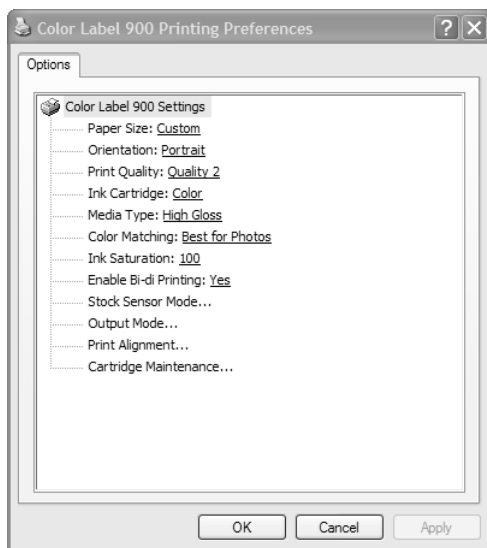 Color Label 900 Printing Preferences
Options
Color Label 900 Settings
Paper Size: Custom
Orientation: Portrait
Print Quality: Quality 2
Ink Cartridge: Color
Media Type: High Gloss
Color Matching: Best for Photos
Ink Saturation: 100
Enable Bi-di Printing: Yes
Stock Sensor Mode...
Output Mode...
Print Alignment...
Cartridge Maintenance...
OK Cancel Apply